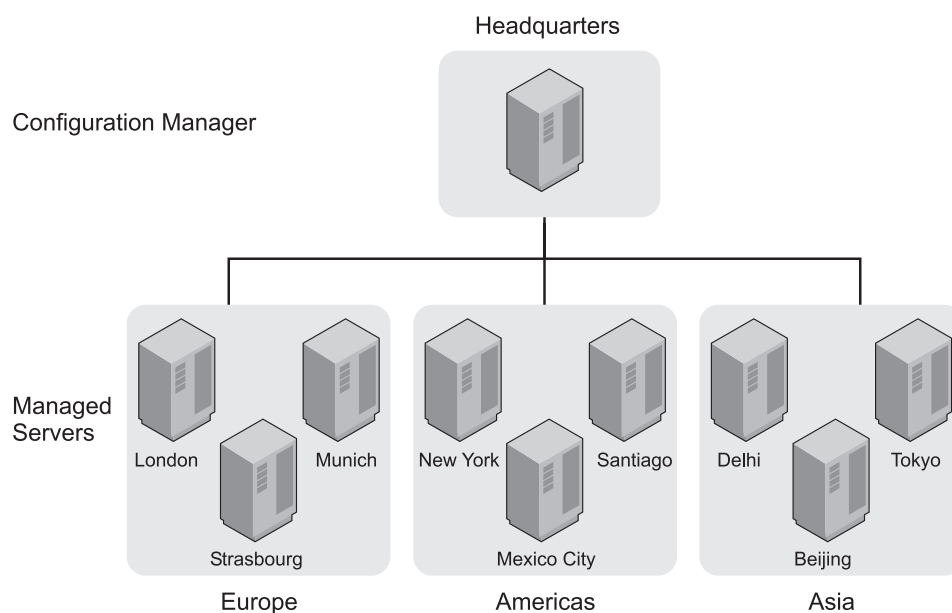 Headquarters
Configuration Manager
Managed
Servers
London
Munich
Strasbourg
New York
Santiago
Mexico City
Delhi
Tokyo
Beijing
Europe
Americas
Asia